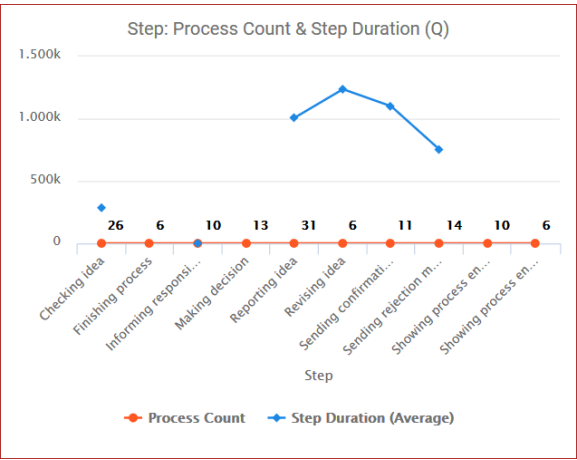 Step: Process Count & Step Duration (Q)
1.500k
1.000k
500k
0
26 6 10 13 31 6 11 14 10 6
Checking idea
Finishing process
Informing responsi...
Making decision
Reporting idea
Revising idea
Sending confirmati...
Sending rejection m...
Showing process en...
Showing process en...
Step
Process Count Step Duration (Average)